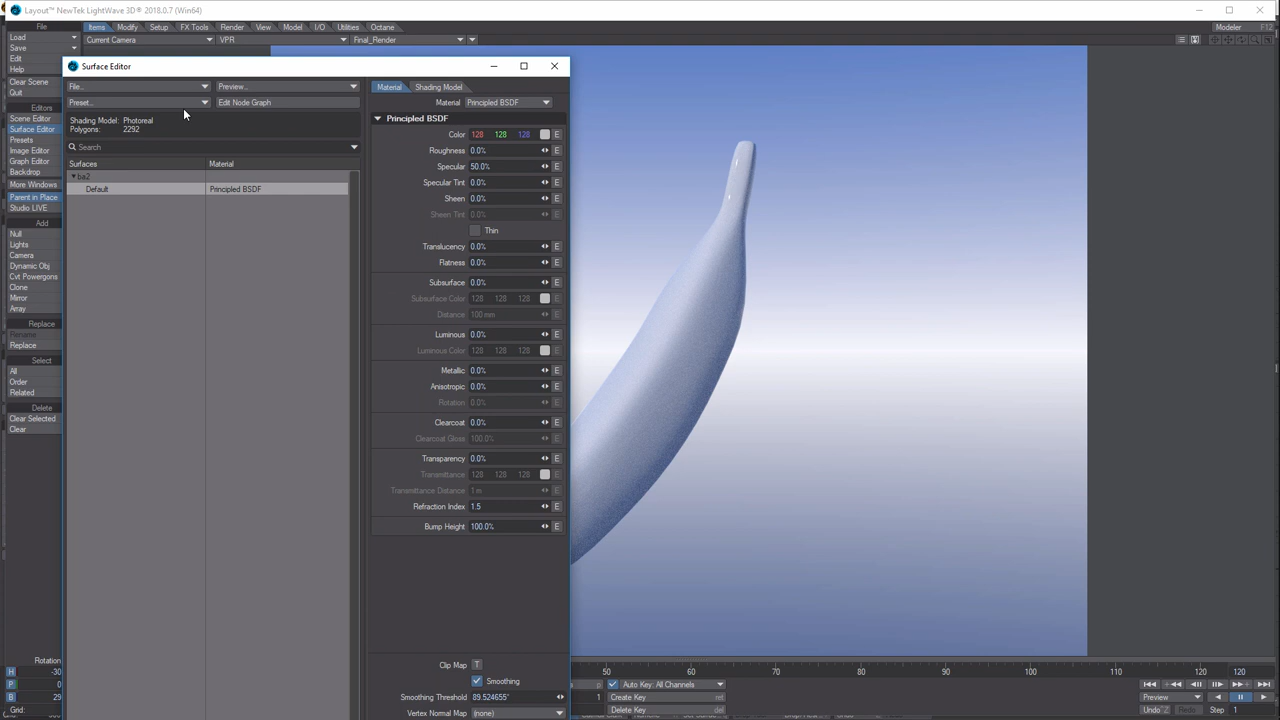 Layout™ NewTek LightWave 3D® 2018.0.7 (Win64)
File Items Modify Setup FX Tools Render View Model I/O Utilities Octane Modeler F12
Load Current Camera VPR Final_Render
Save
Edit
Help
Clear Scene
Quit
Editors
Scene Editor
Surface Editor
Presets
Image Editor
Graph Editor
Backdrop
More Windows
Parent in Place
Studio LIVE
Add
Null
Lights
Camera
Dynamic Obj
Cvt Powergons
Clone
Mirror
Array
Replace
Rename
Replace
Select
All
Order
Related
Delete
Clear Selected
Clear
Surface Editor
File... Preview...
Preset... Edit Node Graph
Shading Model: Photoreal
Polygons: 2292
Search
Surfaces Material
ba2
Default Principled BSDF
Material Shading Model
Material Principled BSDF
Principled BSDF
Color 128 128 128 E
Roughness 0.0% E
Specular 50.0% E
Specular Tint 0.0% E
Sheen 0.0% E
Sheen Tint 0.0% E
Thin
Translucency 0.0% E
Flatness 0.0% E
Subsurface 0.0% E
Subsurface Color 128 128 128 E
Distance 100 mm E
Luminous 0.0% E
Luminous Color 128 128 128 E
Metallic 0.0% E
Anisotropic 0.0% E
Rotation 0.0% E
Clearcoat 0.0% E
Clearcoat Gloss 100.0% E
Transparency 0.0% E
Transmittance 128 128 128 E
Transmittance Distance 1 m E
Refraction Index 1.5 E
Bump Height 100.0% E
Clip Map T
Smoothing
Smoothing Threshold 89.524655°
Vertex Normal Map (none)
Rotation
H -30
P 0
B 29
Grid:
50 60 70 80 90 100 110 120 120
p Auto Key: All Channels
1 Create Key ret
Delete Key del
Preview
Undo ^Z Redo Step 1